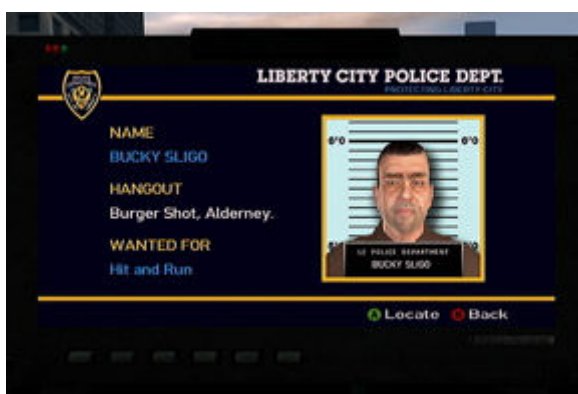 LIBERTY CITY POLICE DEPT.
PROTECTING LIBERTY CITY
NAME
BUCKY SLIGO
HANGOUT
Burger Shot, Alderney.
WANTED FOR
Hit and Run
6'0 6'0
LC POLICE DEPARTMENT
BUCKY SLIGO
A Locate B Back